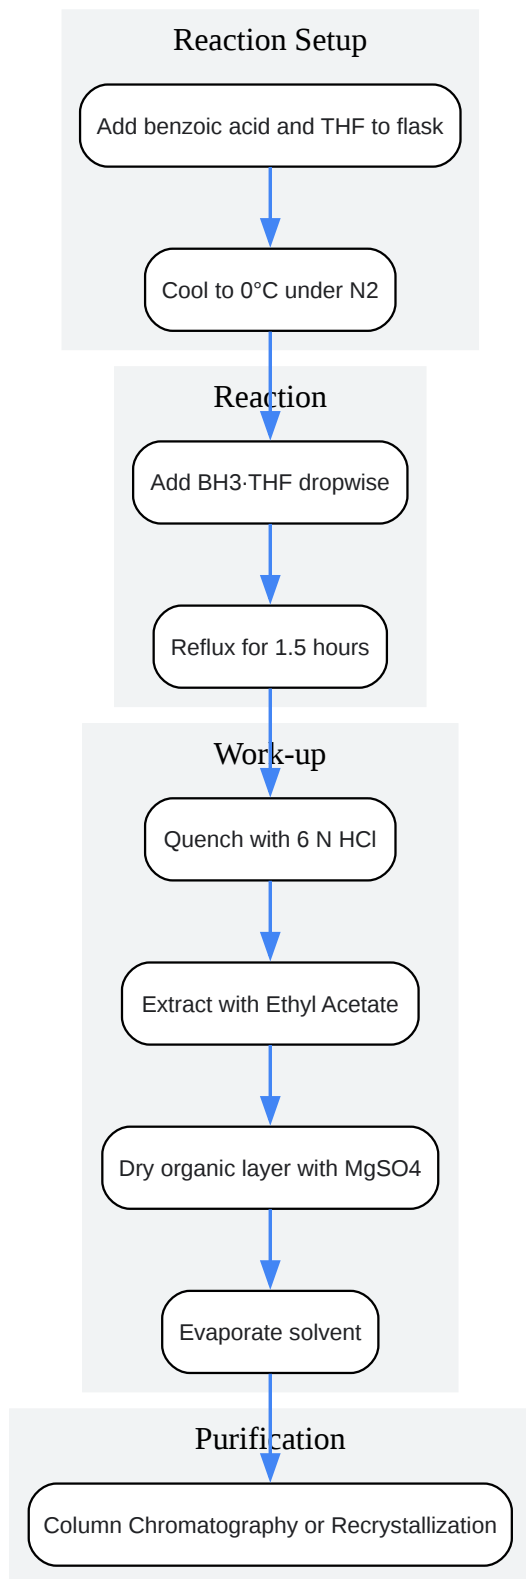 Reaction Setup
Add benzoic acid and THF to flask
Cool to 0°C under N2
Reaction
Add BH3·THF dropwise
Reflux for 1.5 hours
Work-up
Quench with 6 N HCl
Extract with Ethyl Acetate
Dry organic layer with MgSO4
Evaporate solvent
Purification
Column Chromatography or Recrystallization